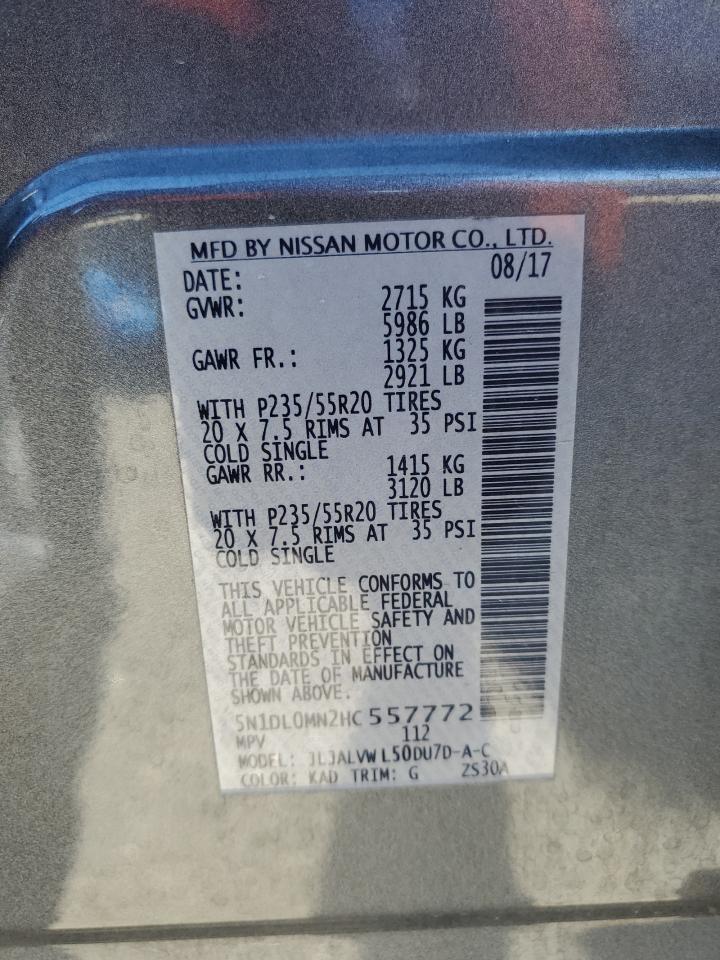 MFD BY NISSAN MOTOR CO., LTD.
DATE: 08/17
GVWR: 2715 KG
5986 LB
GAWR FR.: 1325 KG
2921 LB
WITH P235/55R20 TIRES
20 X 7.5 RIMS AT 35 PSI
COLD SINGLE
GAWR RR.: 1415 KG
3120 LB
WITH P235/55R20 TIRES
20 X 7.5 RIMS AT 35 PSI
COLD SINGLE
THIS VEHICLE CONFORMS TO
ALL APPLICABLE FEDERAL
MOTOR VEHICLE SAFETY AND
THEFT PREVENTION
STANDARDS IN EFFECT ON
THE DATE OF MANUFACTURE
SHOWN ABOVE.
5N1DL0MN2HC557772
MPV 112
MODEL: JLJALVWL50DU7D-A-C
COLOR: KAD TRIM: G ZS30A